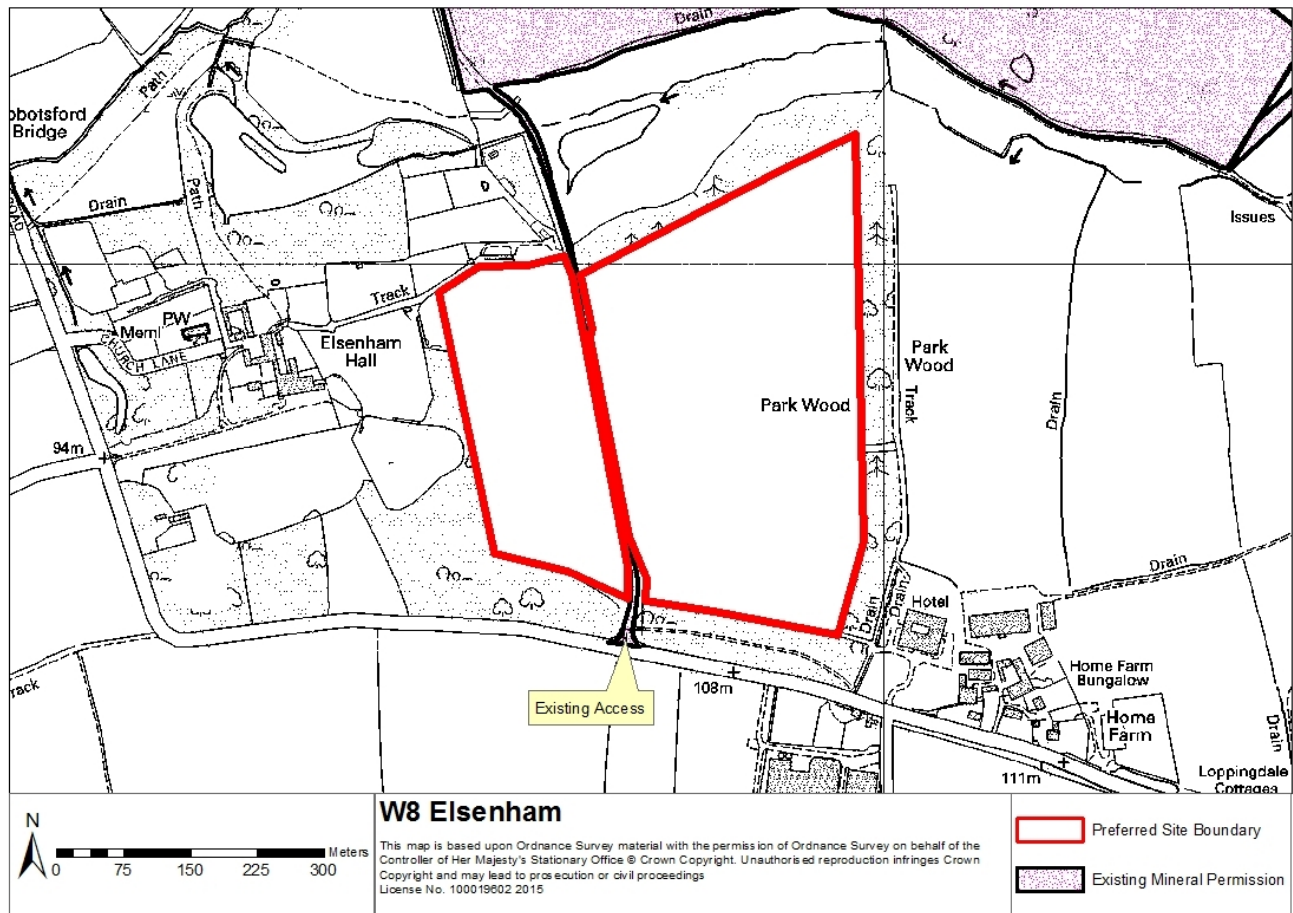 Drain
Path
bbotsford
Bridge
Drain
Path
Issues
Track
PW
Meml
CHURCH LANE
Elsenham
Hall
Park
Wood
Park Wood
Track
Drain
94m
Drain
Drain
Drain
Hotel
rack
Existing Access
108m
Home Farm
Bungalow
Home
Farm
Drain
111m
Loppingdale
Cottages
N
0 75 150 225 300 Meters
W8 Elsenham
This map is based upon Ordnance Survey material with the permission of Ordnance Survey on behalf of the
Controller of Her Majesty's Stationary Office © Crown Copyright. Unauthorised reproduction infringes Crown
Copyright and may lead to prosecution or civil proceedings
License No. 100019602 2015
Preferred Site Boundary
Existing Mineral Permission